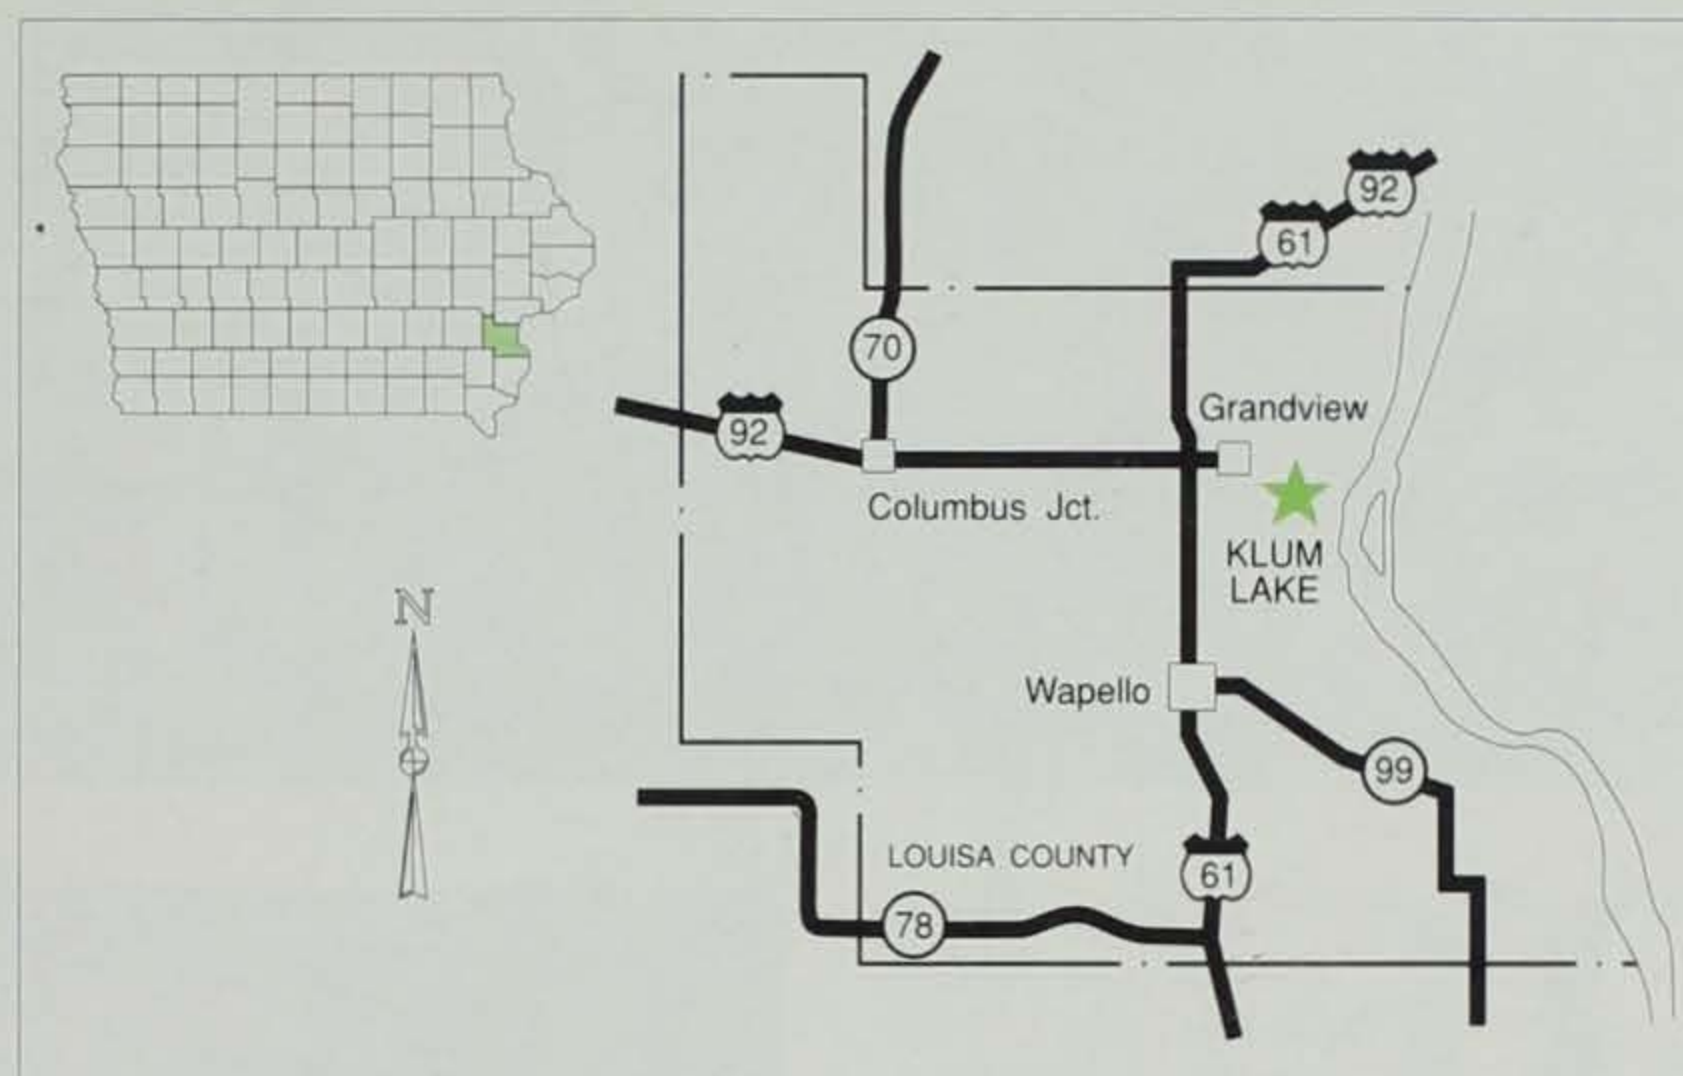 92
61
70
Grandview
92
Columbus Jct.
KLUM
LAKE
N
Wapello
99
LOUISA COUNTY
61
78